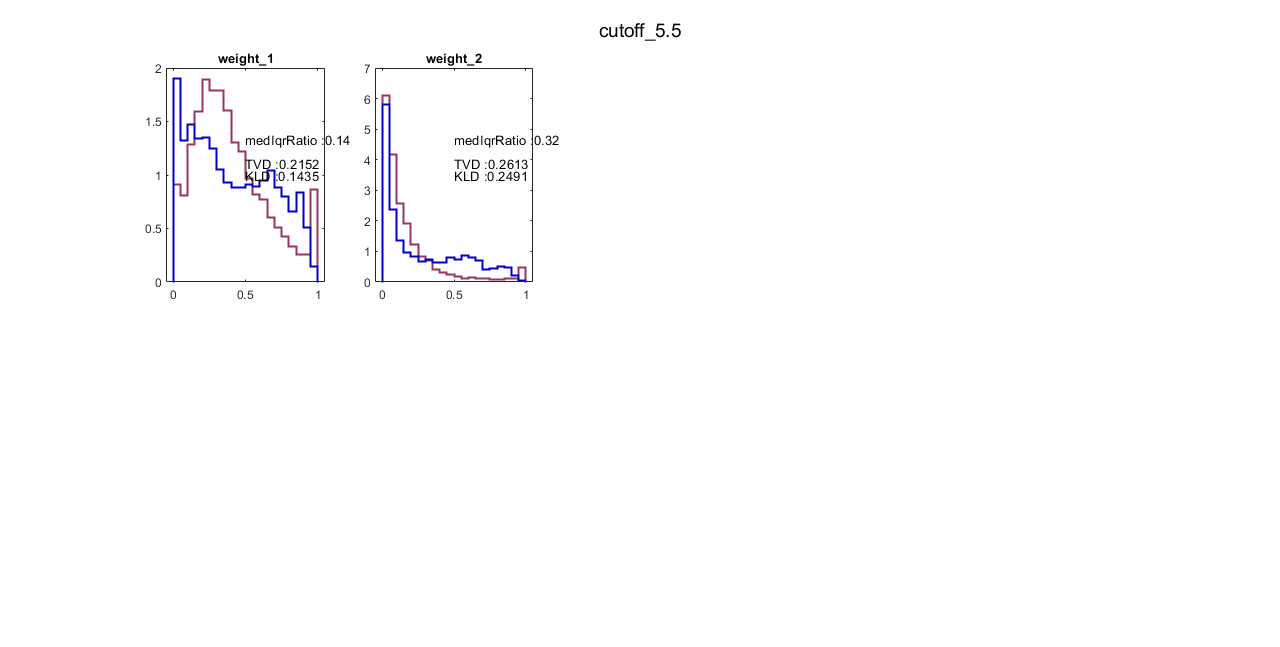 cutoff_5.5
weight_1
2
1.5
1
0.5
0
0
0.5
1
medIqrRatio :0.14
TVD :0.2152
KLD :0.1435
weight_2
7
6
5
4
3
2
1
0
0
0.5
1
medIqrRatio :0.32
TVD :0.2613
KLD :0.2491